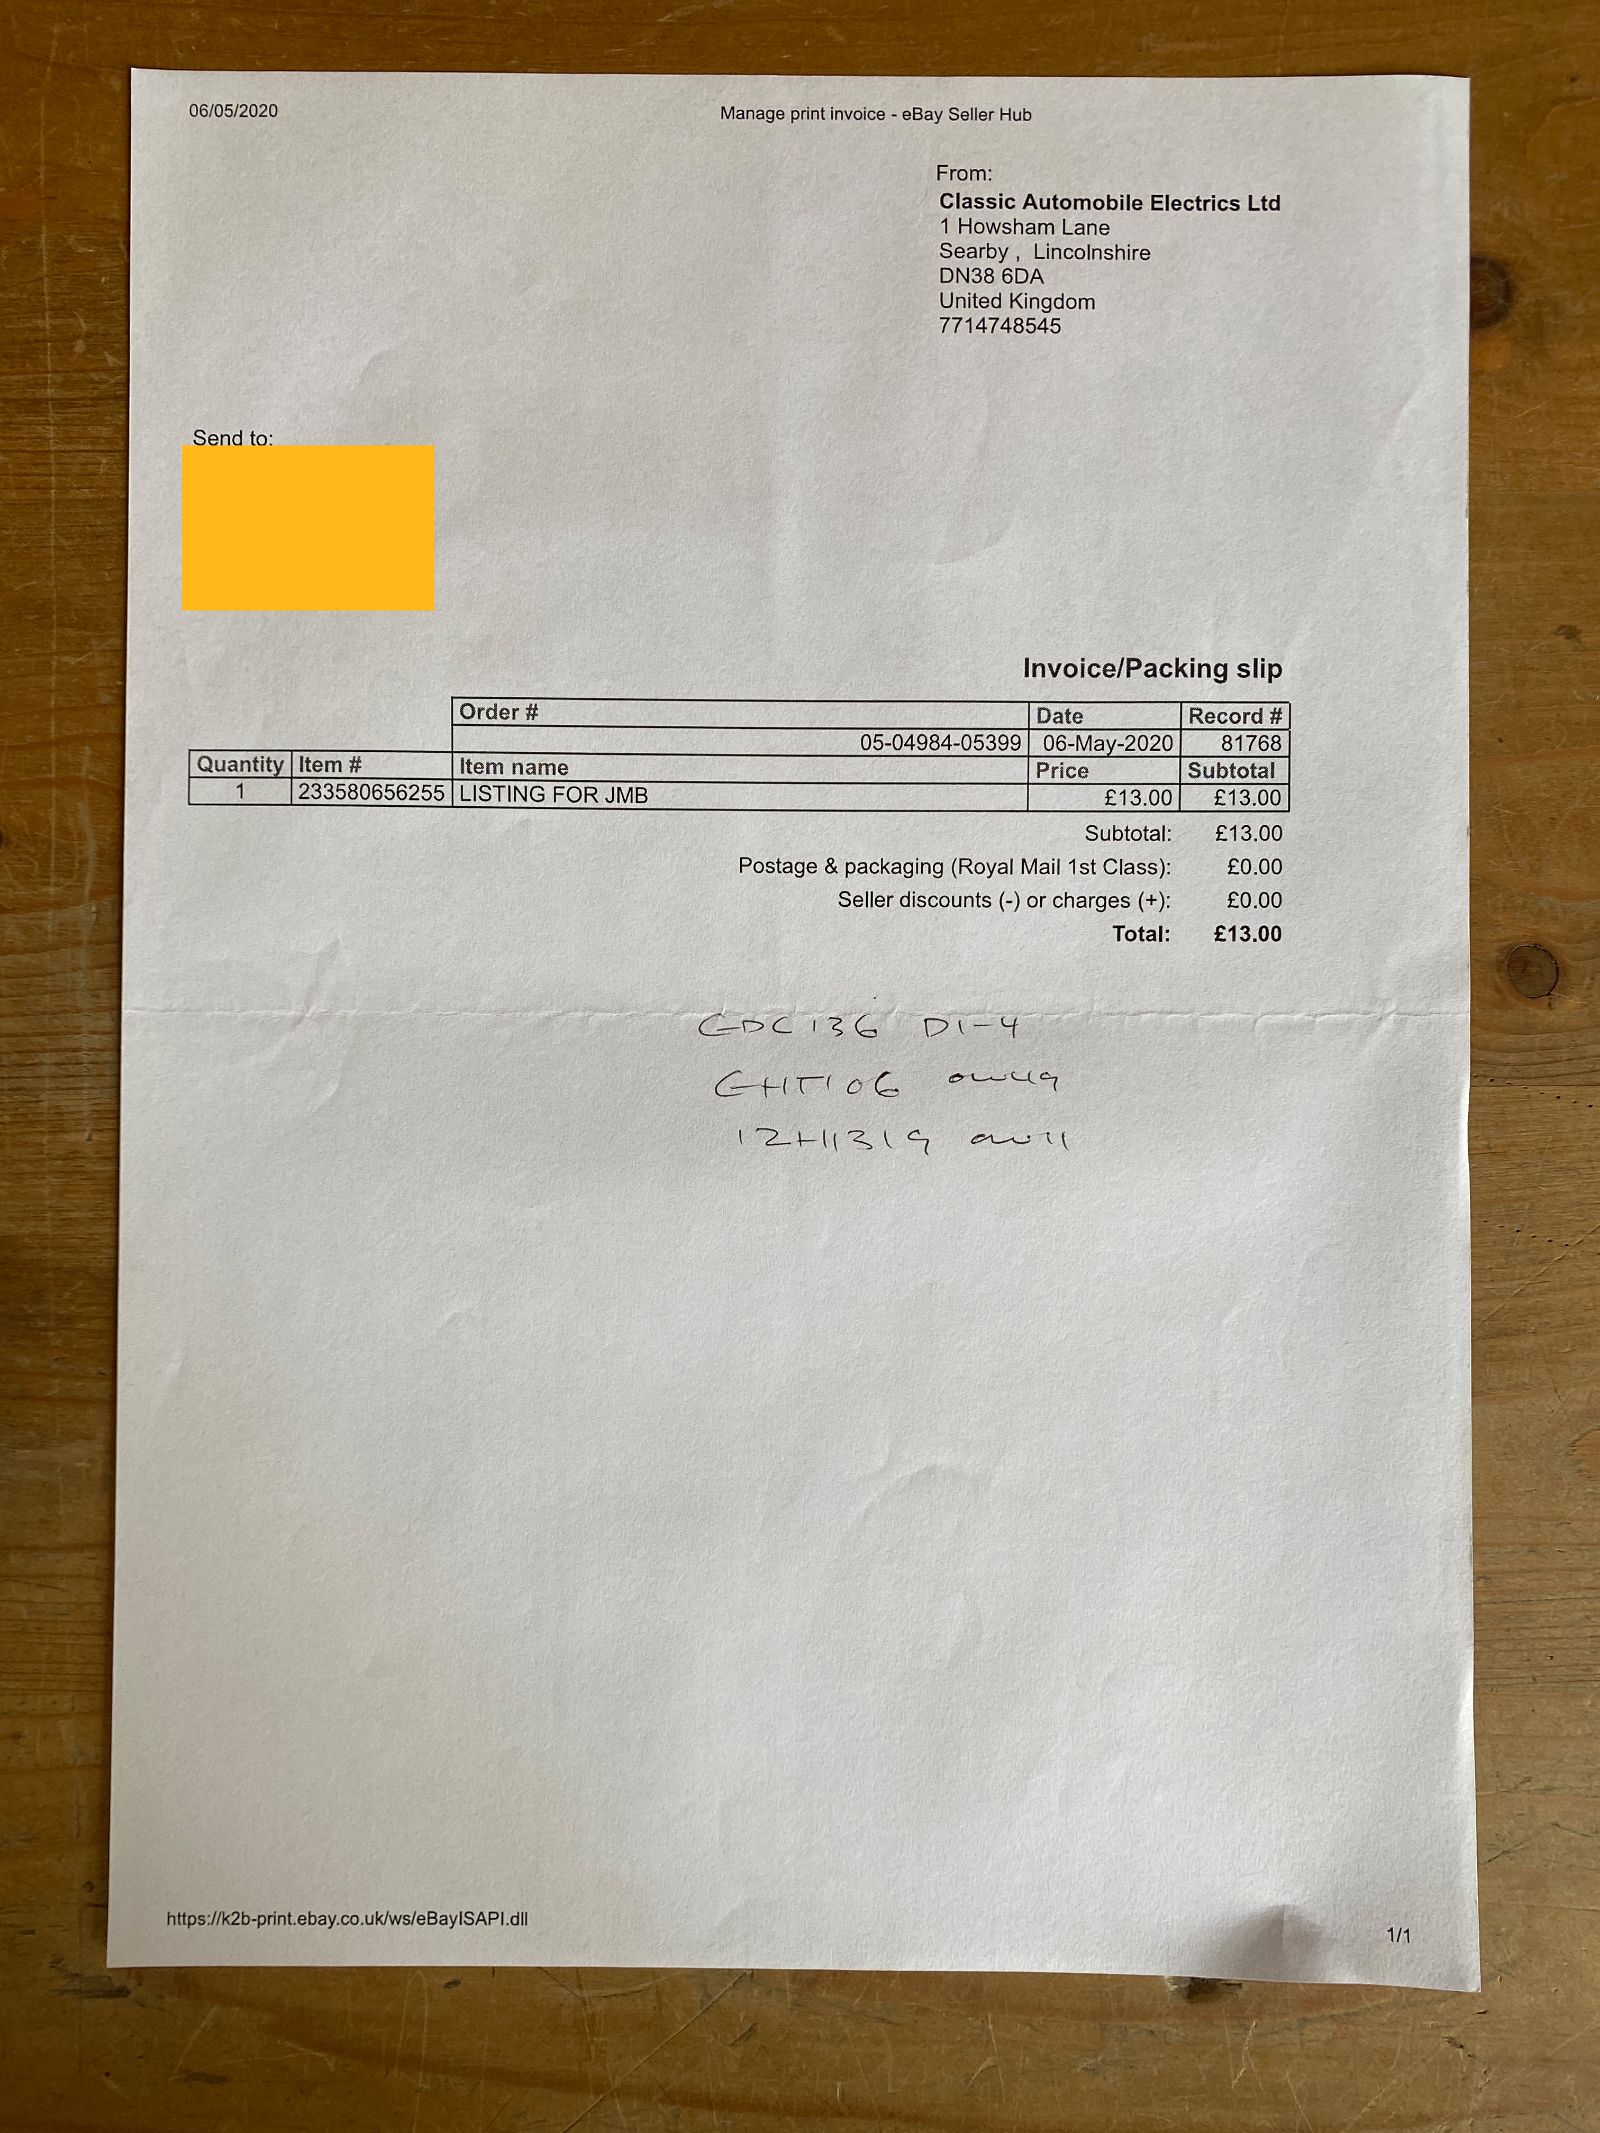 06/05/2020
Manage print invoice - eBay Seller Hub
From:
Classic Automobile Electrics Ltd
1 Howsham Lane
Searby , Lincolnshire
DN38 6DA
United Kingdom
7714748545
Send to:
Invoice/Packing slip
Order # Date Record #
05-04984-05399 06-May-2020 81768
Quantity Item # Item name Price Subtotal
1 233580656255 LISTING FOR JMB £13.00 £13.00
Subtotal: £13.00
Postage & packaging (Royal Mail 1st Class): £0.00
Seller discounts (-) or charges (+): £0.00
Total: £13.00
GDC136 D1-4
GHT106
12H1319
https://k2b-print.ebay.co.uk/ws/eBayISAPI.dll
1/1